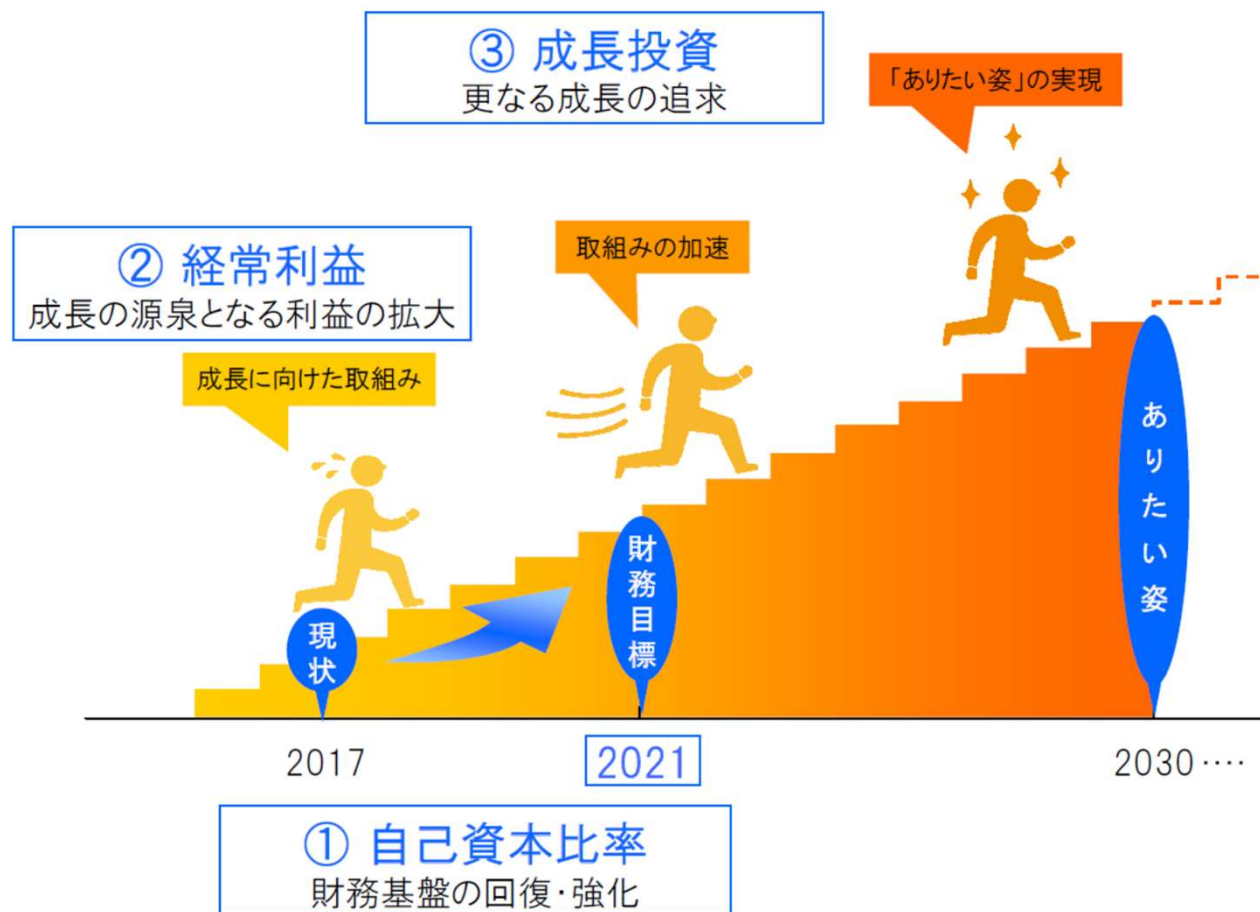 ③ 成長投資
更なる成長の追求
「ありたい姿」の実現
② 経常利益
成長の源泉となる利益の拡大
取組みの加速
成長に向けた取組み
現状
財務目標
ありたい姿
2017
2021
2030‥‥
① 自己資本比率
財務基盤の回復・強化